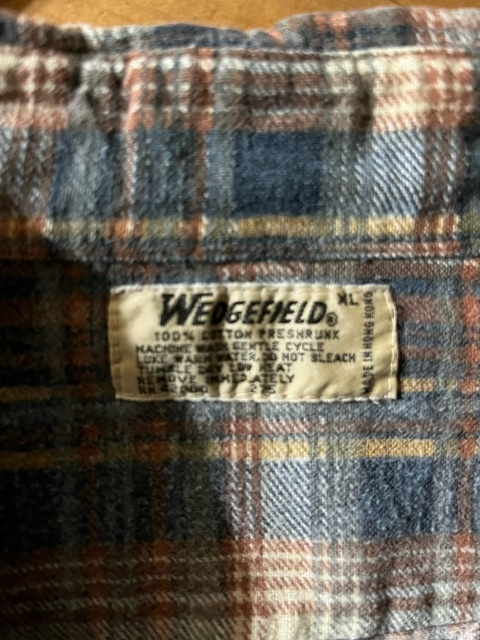 WEDGEFIELD® XL
100% COTTON PRESHRUNK
MACHINE WASH GENTLE CYCLE
LUKE WARM WATER, DO NOT BLEACH
TUMBLE DRY LOW HEAT
REMOVE IMMEDIATELY
MADE IN HONG KONG